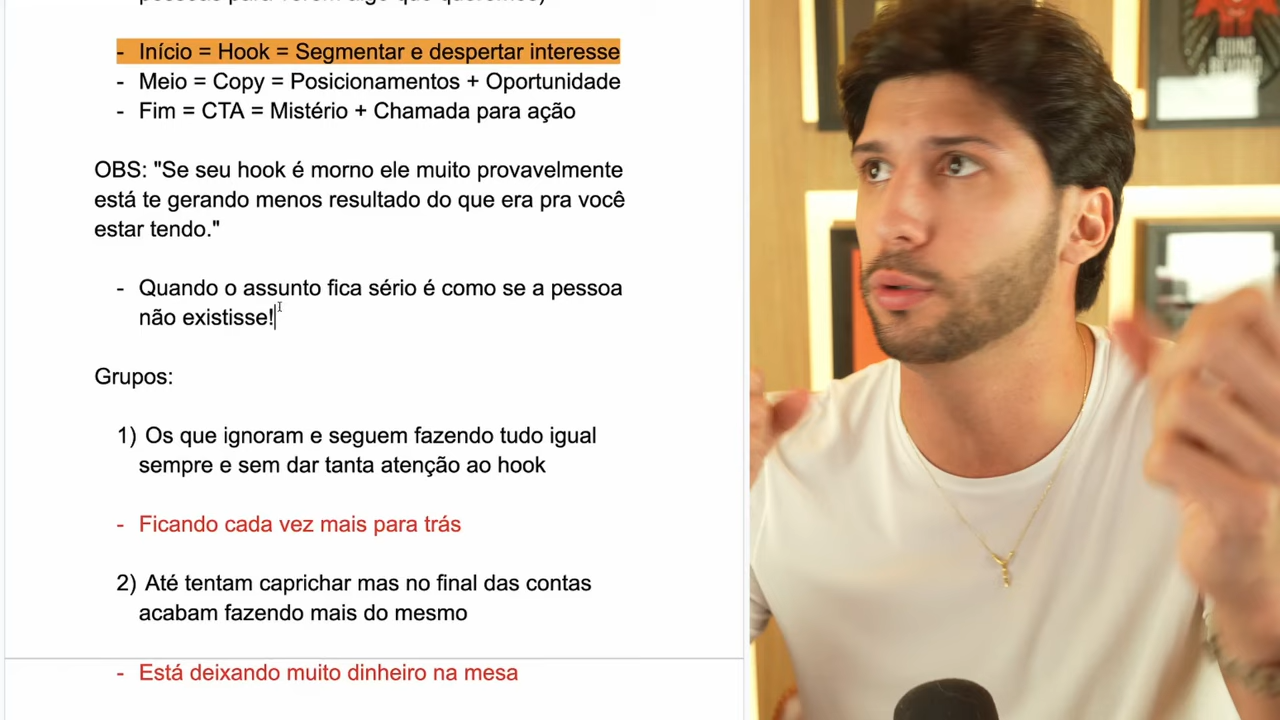 - Início = Hook = Segmentar e despertar interesse
- Meio = Copy = Posicionamentos + Oportunidade
- Fim = CTA = Mistério + Chamada para ação
OBS: "Se seu hook é morno ele muito provavelmente
está te gerando menos resultado do que era pra você
estar tendo."
- Quando o assunto fica sério é como se a pessoa
não existisse!
Grupos:
1) Os que ignoram e seguem fazendo tudo igual
sempre e sem dar tanta atenção ao hook
- Ficando cada vez mais para trás
2) Até tentam caprichar mas no final das contas
acabam fazendo mais do mesmo
- Está deixando muito dinheiro na mesa